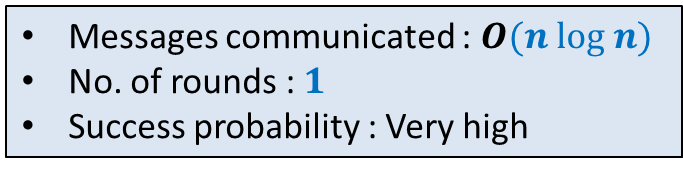 • Messages communicated : O(n log n)
• No. of rounds : 1
• Success probability : Very high